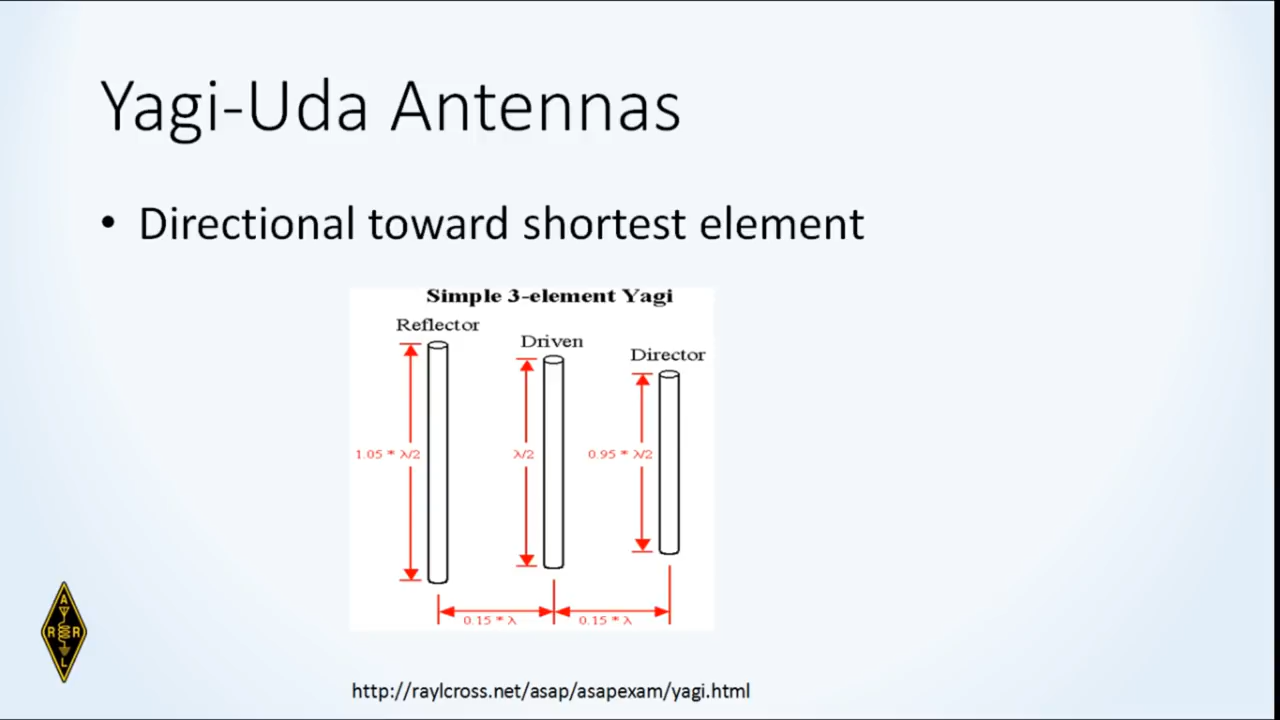 Yagi-Uda Antennas
• Directional toward shortest element
Simple 3-element Yagi
Reflector
Driven
Director
1.05 * λ/2
λ/2
0.95 * λ/2
0.15 * λ
0.15 * λ
A
R R
L
http://raylcross.net/asap/asapexam/yagi.html